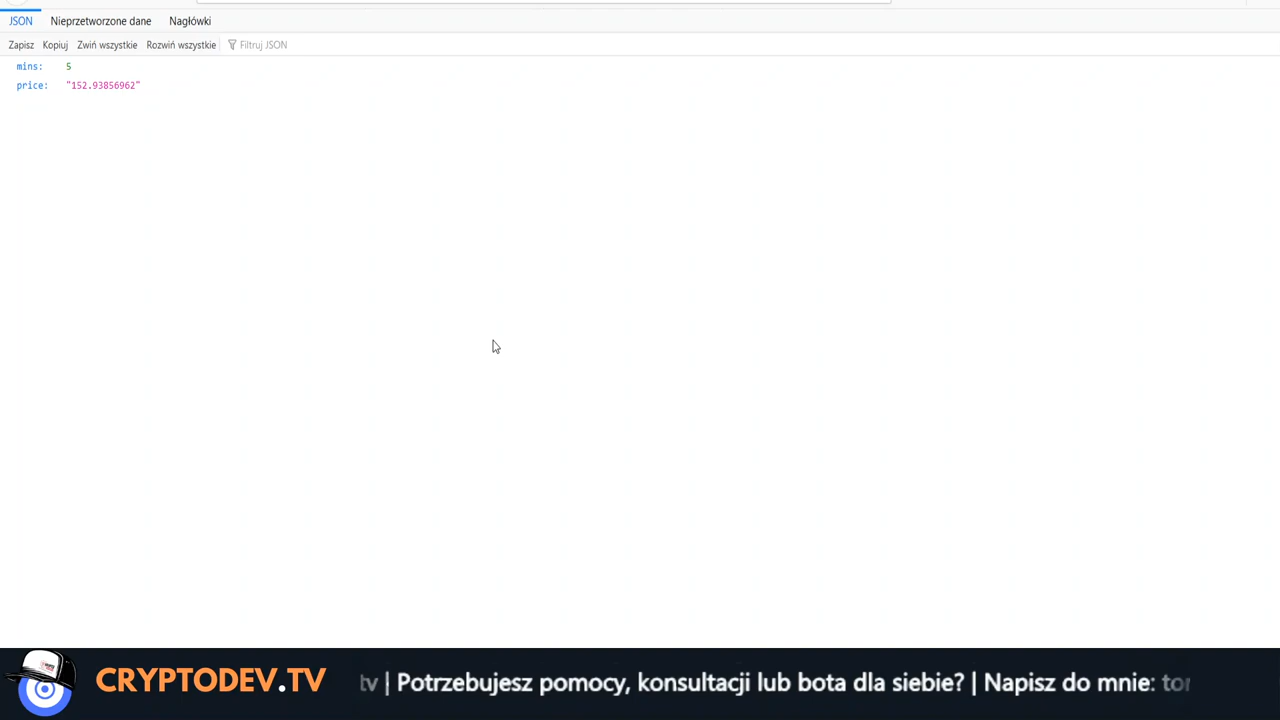 JSON Nieprzetworzone dane Nagłówki
Zapisz Kopiuj Zwiń wszystkie Rozwiń wszystkie Filtruj JSON
mins: 5
price: "152.93856962"
CRYPTODEV.TV tv | Potrzebujesz pomocy, konsultacji lub bota dla siebie? | Napisz do mnie: